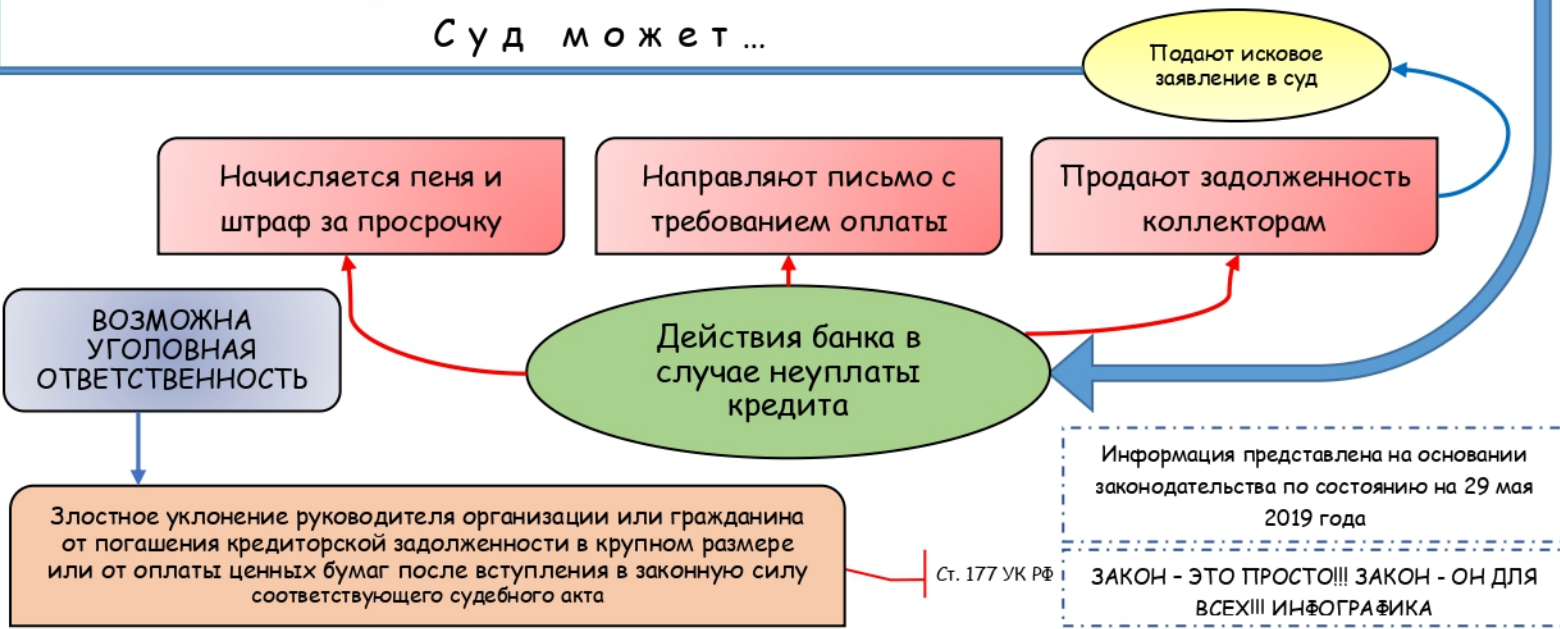 Суд может…
Подают исковое
заявление в суд
Начисляется пеня и
штраф за просрочку
Направляют письмо с
требованием оплаты
Продают задолженность
коллекторам
ВОЗМОЖНА
УГОЛОВНАЯ
ОТВЕТСТВЕННОСТЬ
Действия банка в
случае неуплаты
кредита
Информация представлена на основании
законодательства по состоянию на 29 мая
2019 года
Злостное уклонение руководителя организации или гражданина
от погашения кредиторской задолженности в крупном размере
или от оплаты ценных бумаг после вступления в законную силу
соответствующего судебного акта
Ст. 177 УК РФ
ЗАКОН – ЭТО ПРОСТО!!! ЗАКОН - ОН ДЛЯ
ВСЕХ!!! ИНФОГРАФИКА